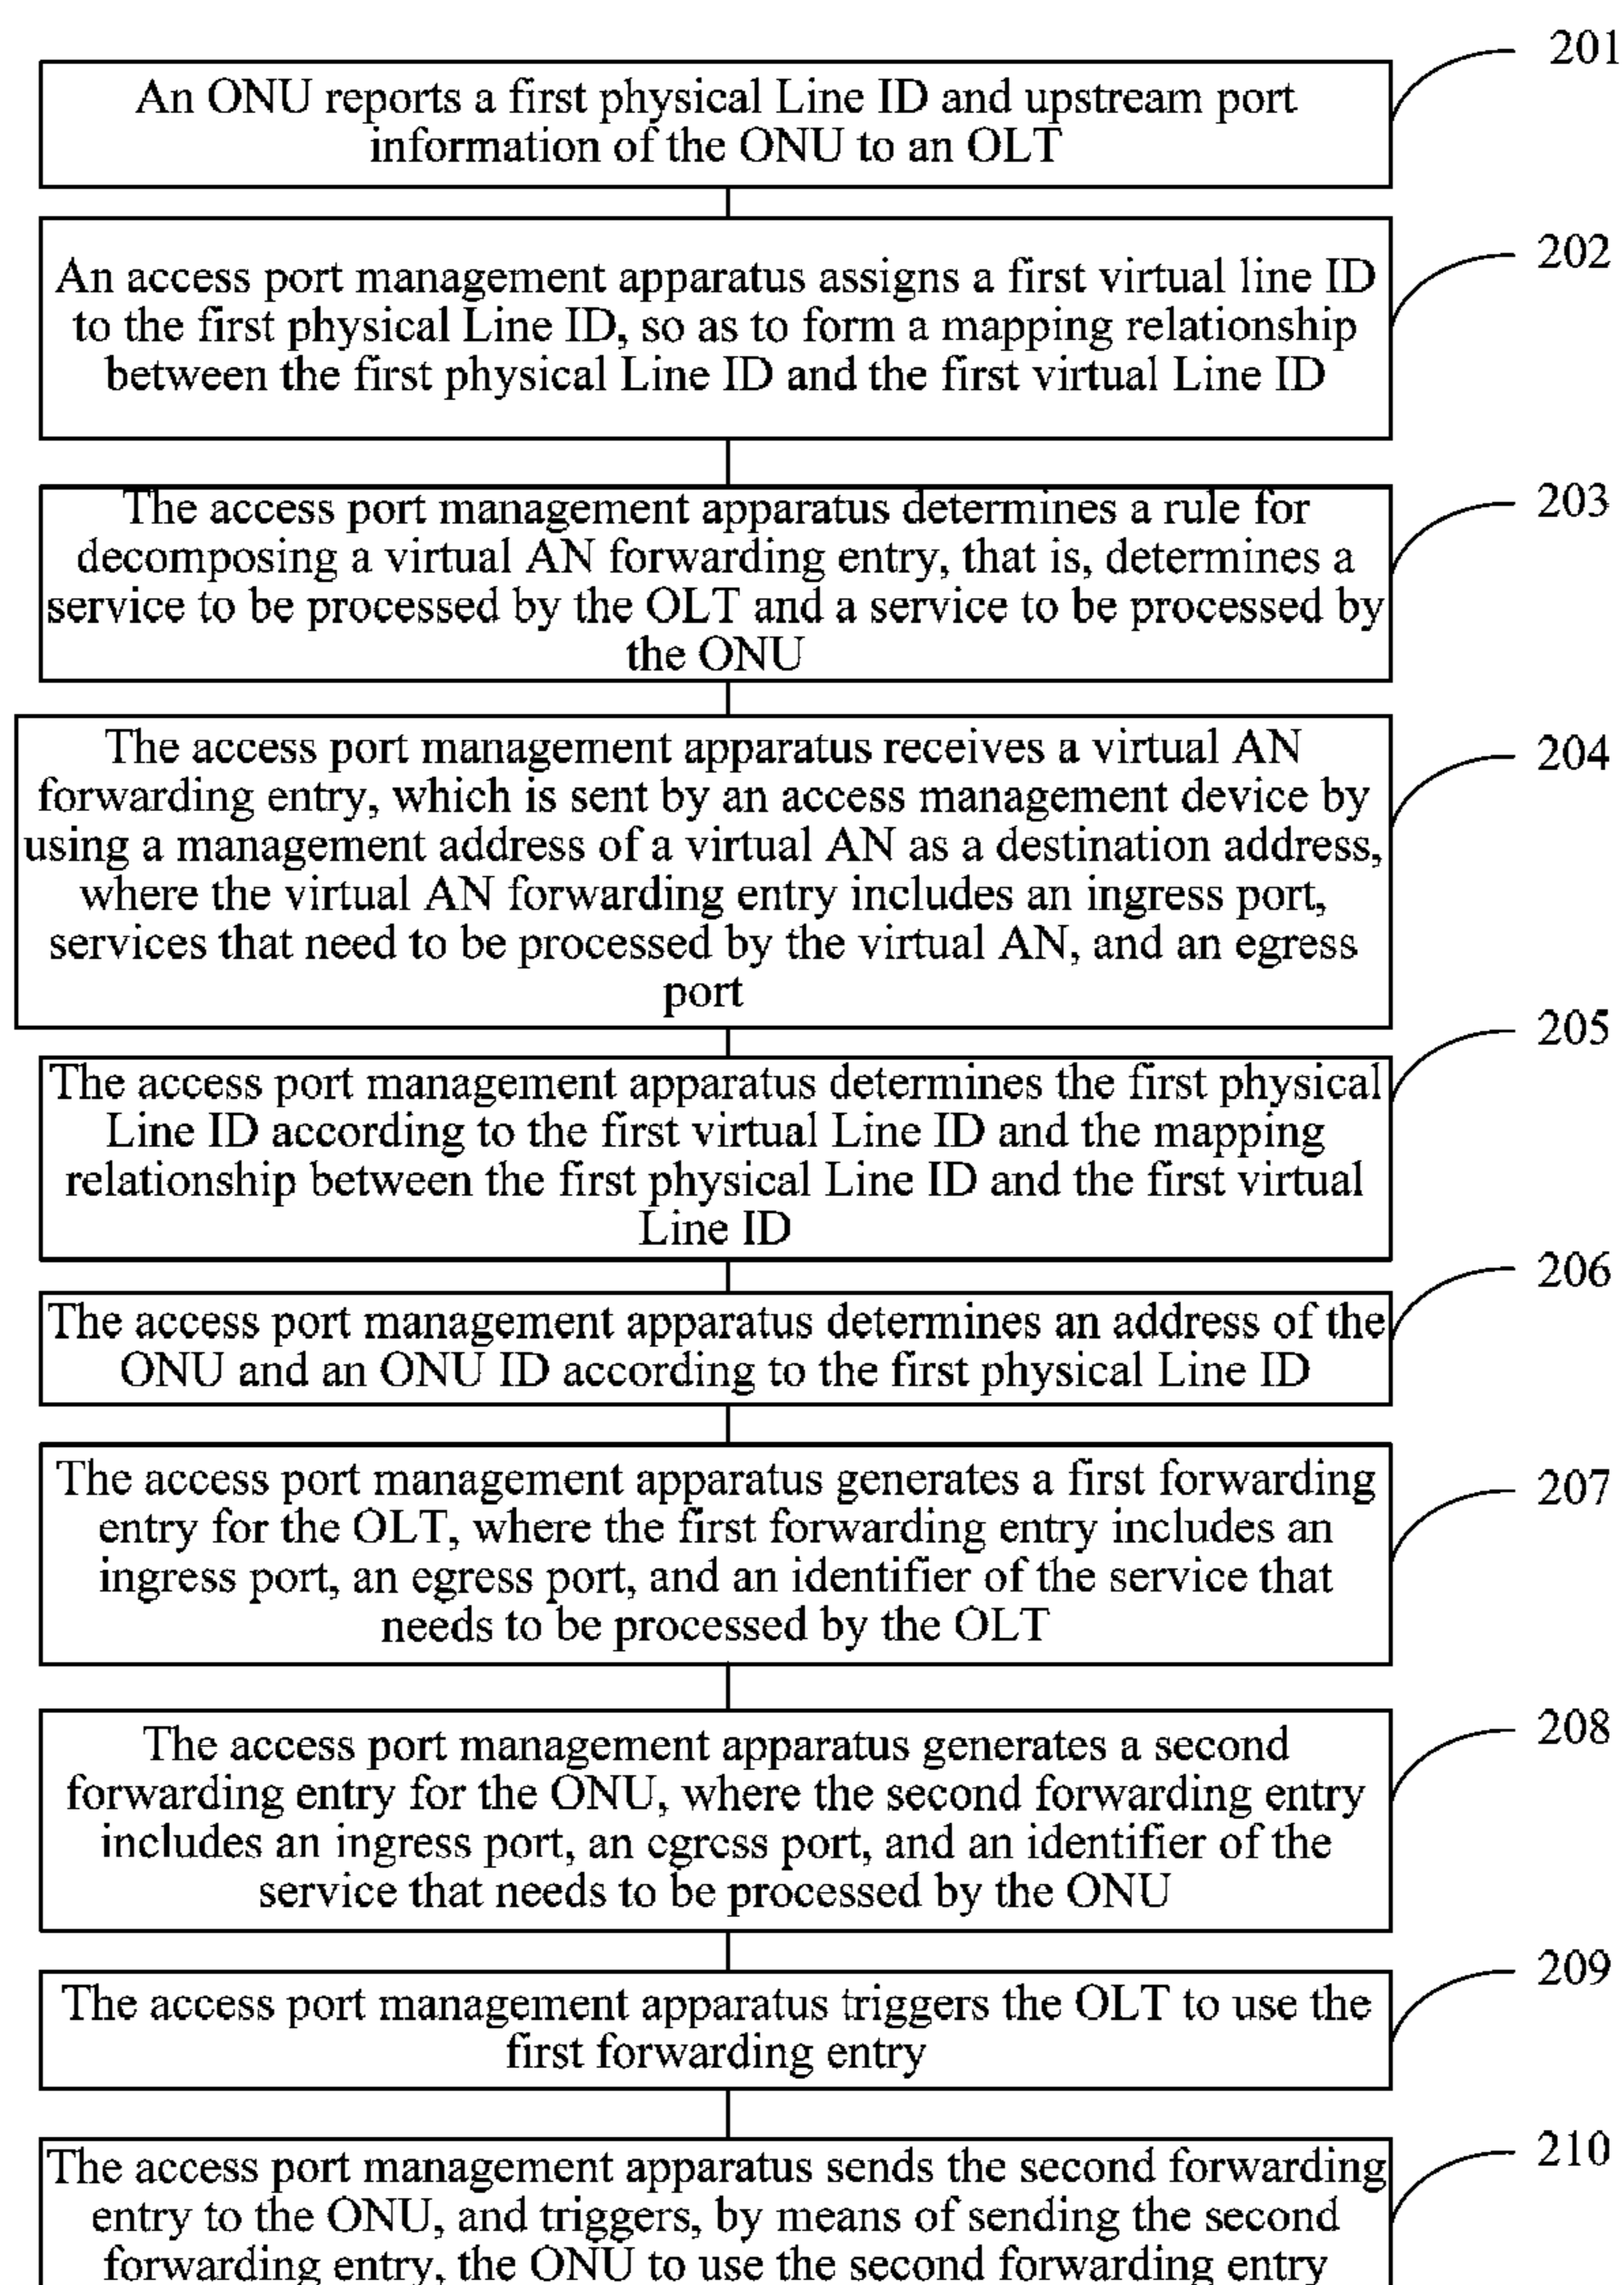 201
An ONU reports a first physical Line ID and upstream port
information of the ONU to an OLT
202
An access port management apparatus assigns a first virtual line ID
to the first physical Line ID, so as to form a mapping relationship
between the first physical Line ID and the first virtual Line ID
203
The access port management apparatus determines a rule for
decomposing a virtual AN forwarding entry, that is, determines a
service to be processed by the OLT and a service to be processed by
the ONU
204
The access port management apparatus receives a virtual AN
forwarding entry, which is sent by an access management device by
using a management address of a virtual AN as a destination address,
where the virtual AN forwarding entry includes an ingress port,
services that need to be processed by the virtual AN, and an egress
port
205
The access port management apparatus determines the first physical
Line ID according to the first virtual Line ID and the mapping
relationship between the first physical Line ID and the first virtual
Line ID
206
The access port management apparatus determines an address of the
ONU and an ONU ID according to the first physical Line ID
207
The access port management apparatus generates a first forwarding
entry for the OLT, where the first forwarding entry includes an
ingress port, an egress port, and an identifier of the service that
needs to be processed by the OLT
208
The access port management apparatus generates a second
forwarding entry for the ONU, where the second forwarding entry
includes an ingress port, an egress port, and an identifier of the
service that needs to be processed by the ONU
209
The access port management apparatus triggers the OLT to use the
first forwarding entry
210
The access port management apparatus sends the second forwarding
entry to the ONU, and triggers, by means of sending the second
forwarding entry, the ONU to use the second forwarding entry